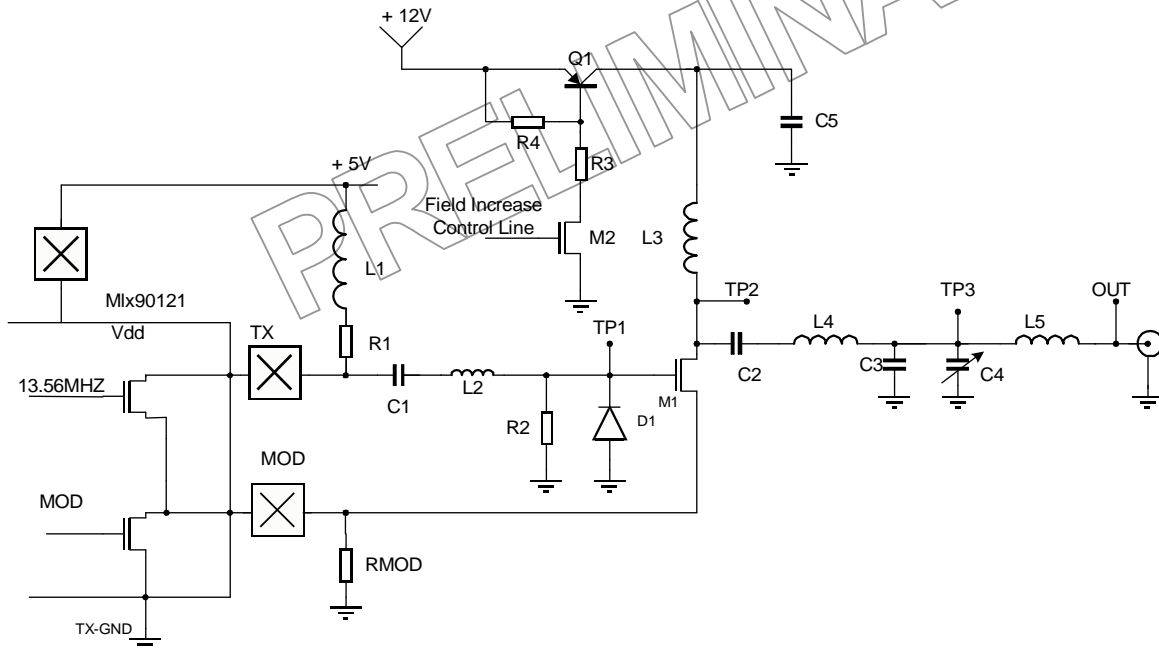 + 12V
Q1
PRELIMINA
C5
R4
R3
+ 5V
Field Increase
Control Line
M2
L3
L1
Mlx90121
TP2
TP3
OUT
Vdd
TX
R1
TP1
L4
L5
13.56MHZ
C1
L2
C2
C3
C4
M1
R2
D1
MOD
MOD
RMOD
TX-GND